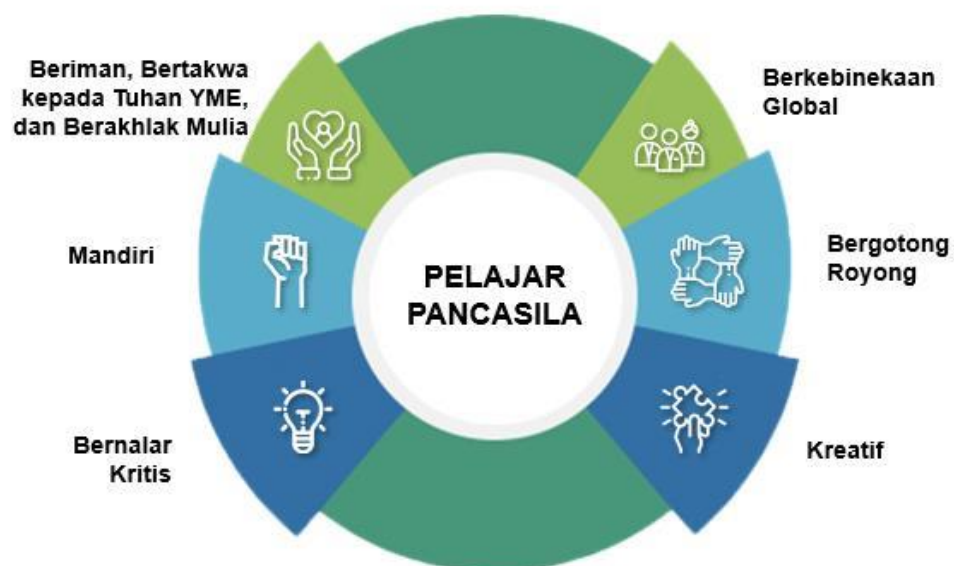 Beriman, Bertakwa
kepada Tuhan YME,
dan Berakhlak Mulia
Berkebinekaan
Global
Mandiri
PELAJAR
PANCASILA
Bergotong
Royong
Bernalar
Kritis
Kreatif